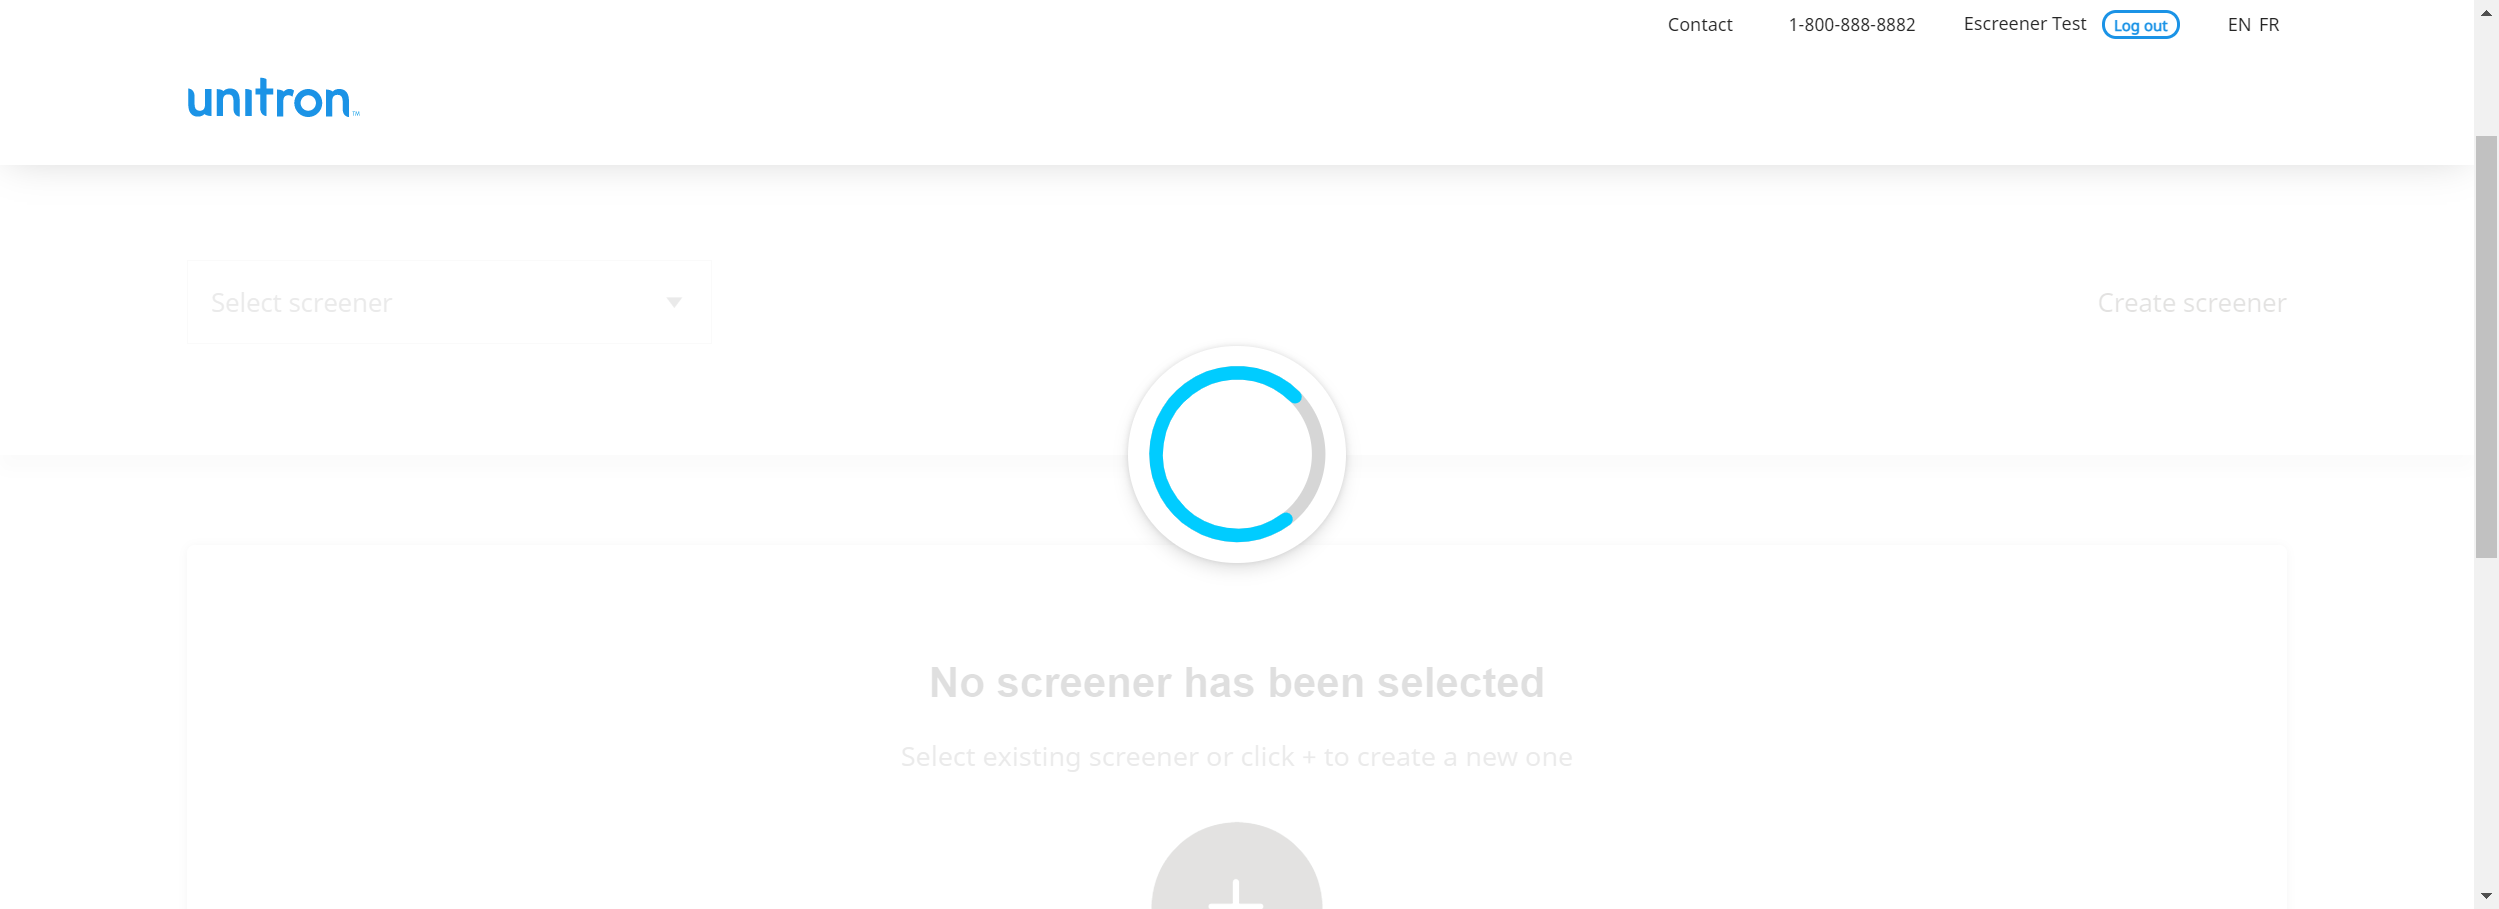 Contact 1-800-888-8882 Escreener Test Log out EN FR
unitron™
Select screener
Create screener
No screener has been selected
Select existing screener or click + to create a new one